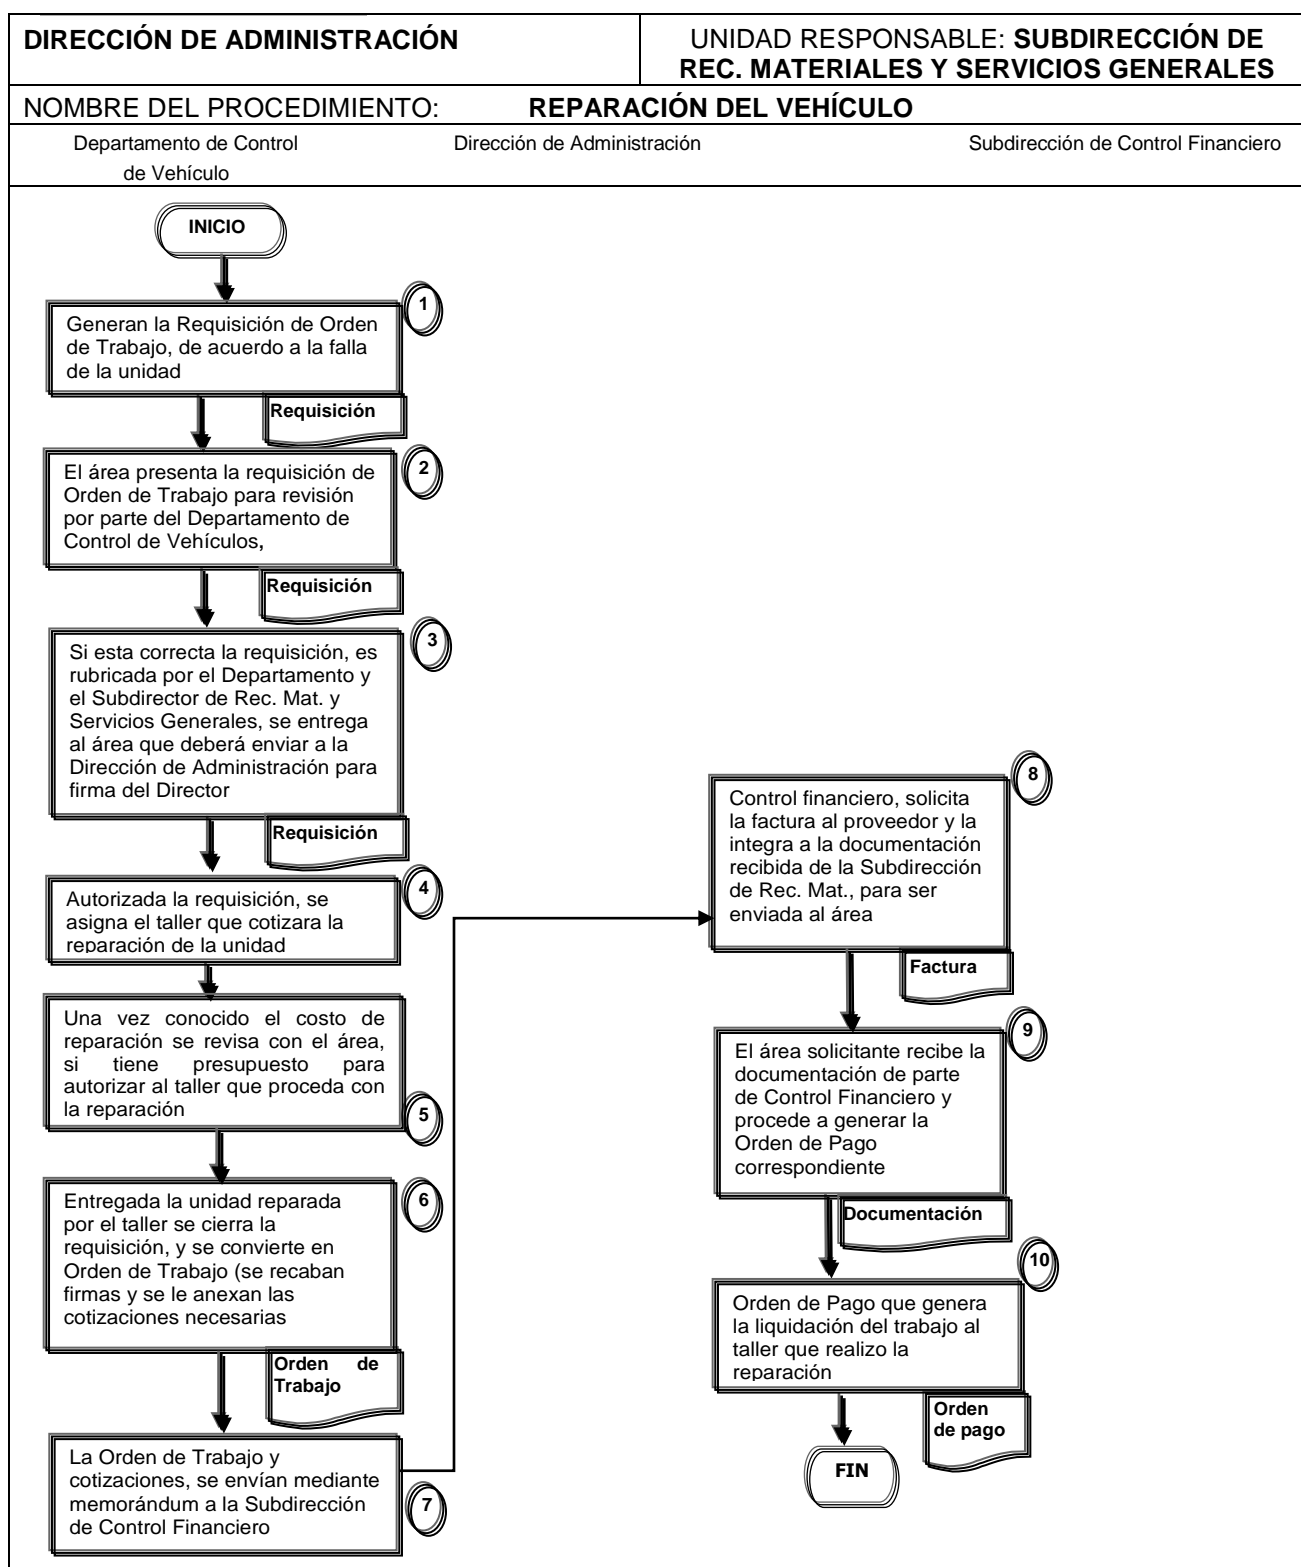 DIRECCIÓN DE ADMINISTRACIÓN
UNIDAD RESPONSABLE: SUBDIRECCIÓN DE
REC. MATERIALES Y SERVICIOS GENERALES
NOMBRE DEL PROCEDIMIENTO: REPARACIÓN DEL VEHÍCULO
Departamento de Control
de Vehículo
Dirección de Administración
Subdirección de Control Financiero
INICIO
1
Generan la Requisición de Orden
de Trabajo, de acuerdo a la falla
de la unidad
Requisición
2
El área presenta la requisición de
Orden de Trabajo para revisión
por parte del Departamento de
Control de Vehículos,
Requisición
3
Si esta correcta la requisición, es
rubricada por el Departamento y
el Subdirector de Rec. Mat. y
Servicios Generales, se entrega
al área que deberá enviar a la
Dirección de Administración para
firma del Director
Requisición
4
Autorizada la requisición, se
asigna el taller que cotizara la
reparación de la unidad
Una vez conocido el costo de
reparación se revisa con el área,
si tiene presupuesto para
autorizar al taller que proceda con
la reparación
5
6
Entregada la unidad reparada
por el taller se cierra la
requisición, y se convierte en
Orden de Trabajo (se recaban
firmas y se le anexan las
cotizaciones necesarias
Orden de
Trabajo
La Orden de Trabajo y
cotizaciones, se envían mediante
memorándum a la Subdirección
de Control Financiero
7
8
Control financiero, solicita
la factura al proveedor y la
integra a la documentación
recibida de la Subdirección
de Rec. Mat., para ser
enviada al área
Factura
9
El área solicitante recibe la
documentación de parte
de Control Financiero y
procede a generar la
Orden de Pago
correspondiente
Documentación
10
Orden de Pago que genera
la liquidación del trabajo al
taller que realizo la
reparación
Orden
de pago
FIN